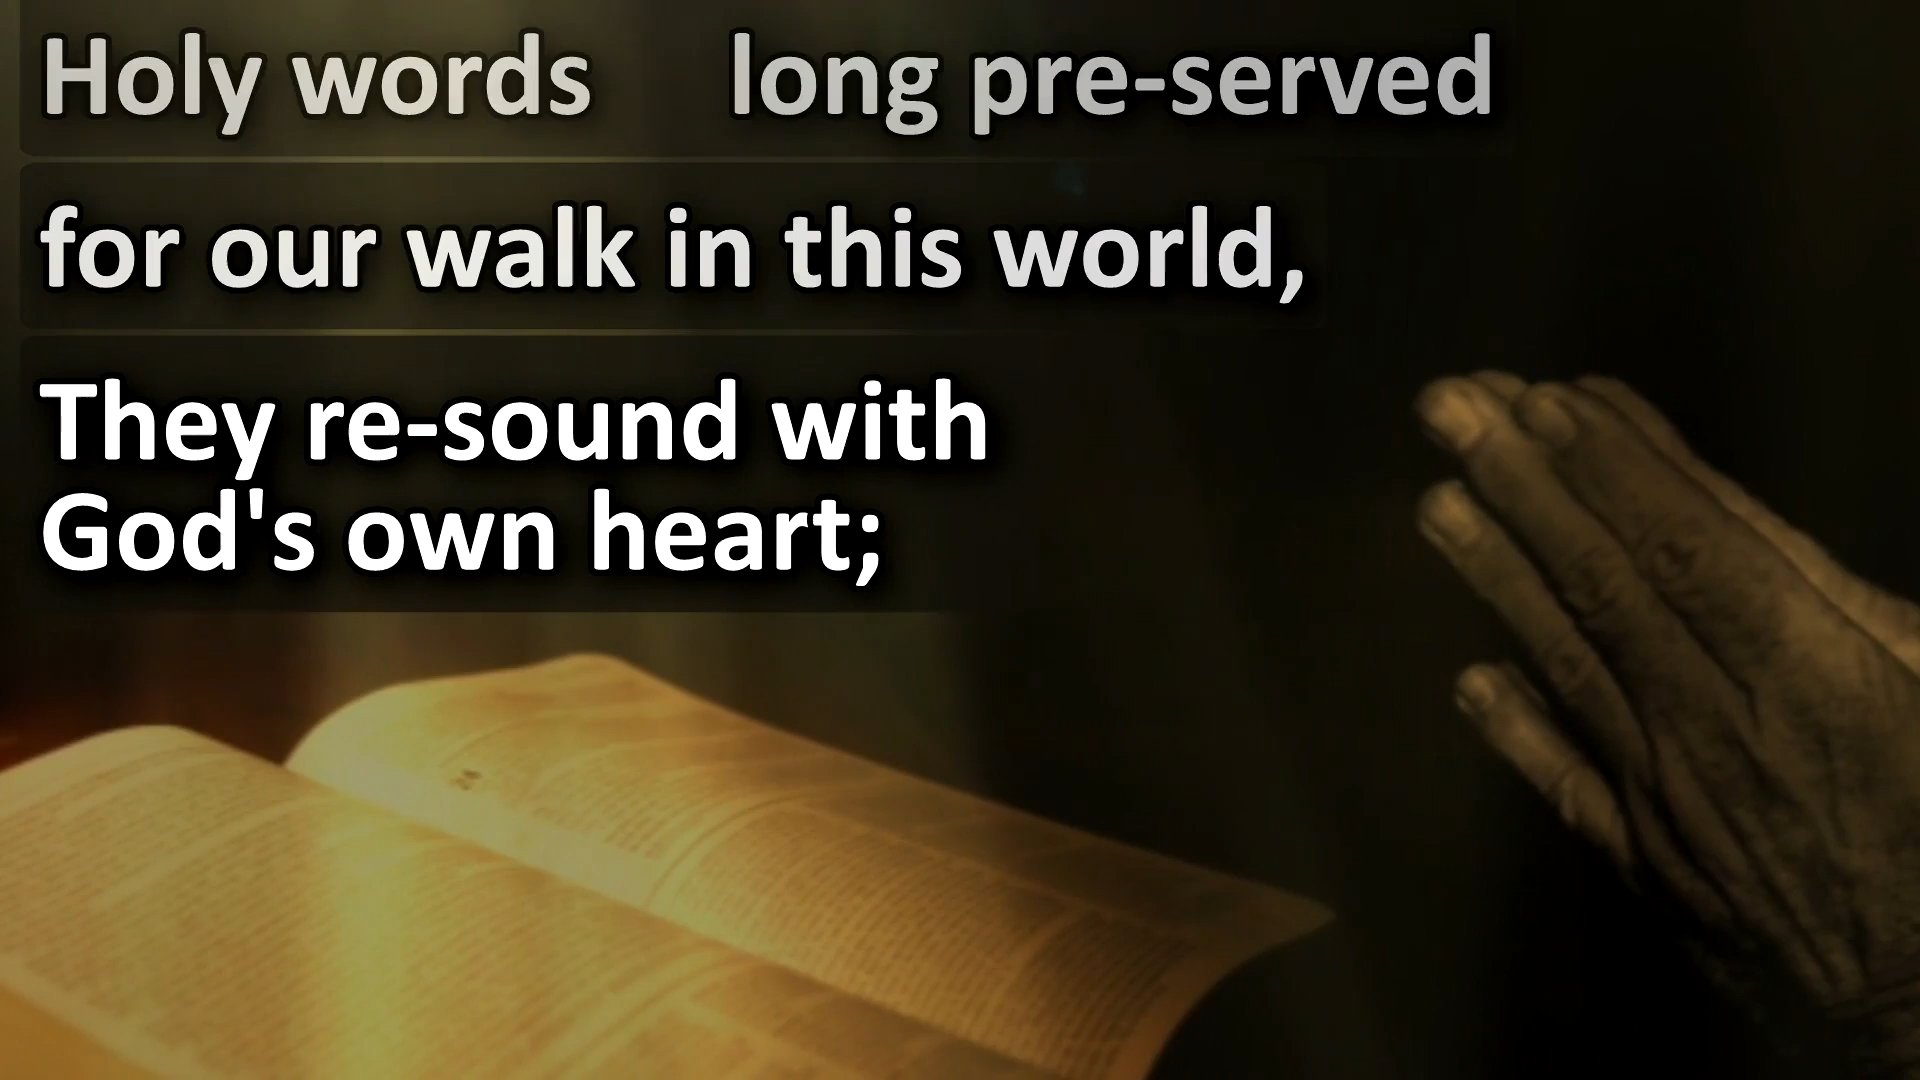 Holy words long pre-served
for our walk in this world,
They re-sound with
God's own heart;